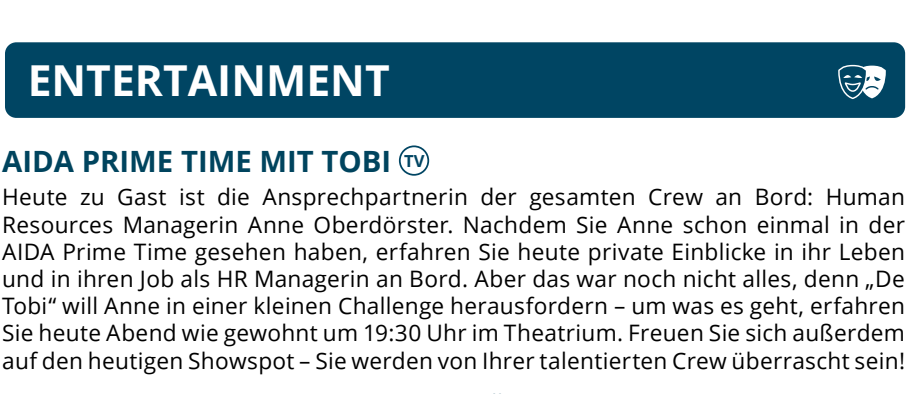 ENTERTAINMENT
AIDA PRIME TIME MIT TOBI TV
Heute zu Gast ist die Ansprechpartnerin der gesamten Crew an Bord: Human
Resources Managerin Anne Oberdörster. Nachdem Sie Anne schon einmal in der
AIDA Prime Time gesehen haben, erfahren Sie heute private Einblicke in ihr Leben
und in ihren Job als HR Managerin an Bord. Aber das war noch nicht alles, denn „De
Tobi“ will Anne in einer kleinen Challenge herausfordern – um was es geht, erfahren
Sie heute Abend wie gewohnt um 19:30 Uhr im Theatrium. Freuen Sie sich außerdem
auf den heutigen Showspot – Sie werden von Ihrer talentierten Crew überrascht sein!